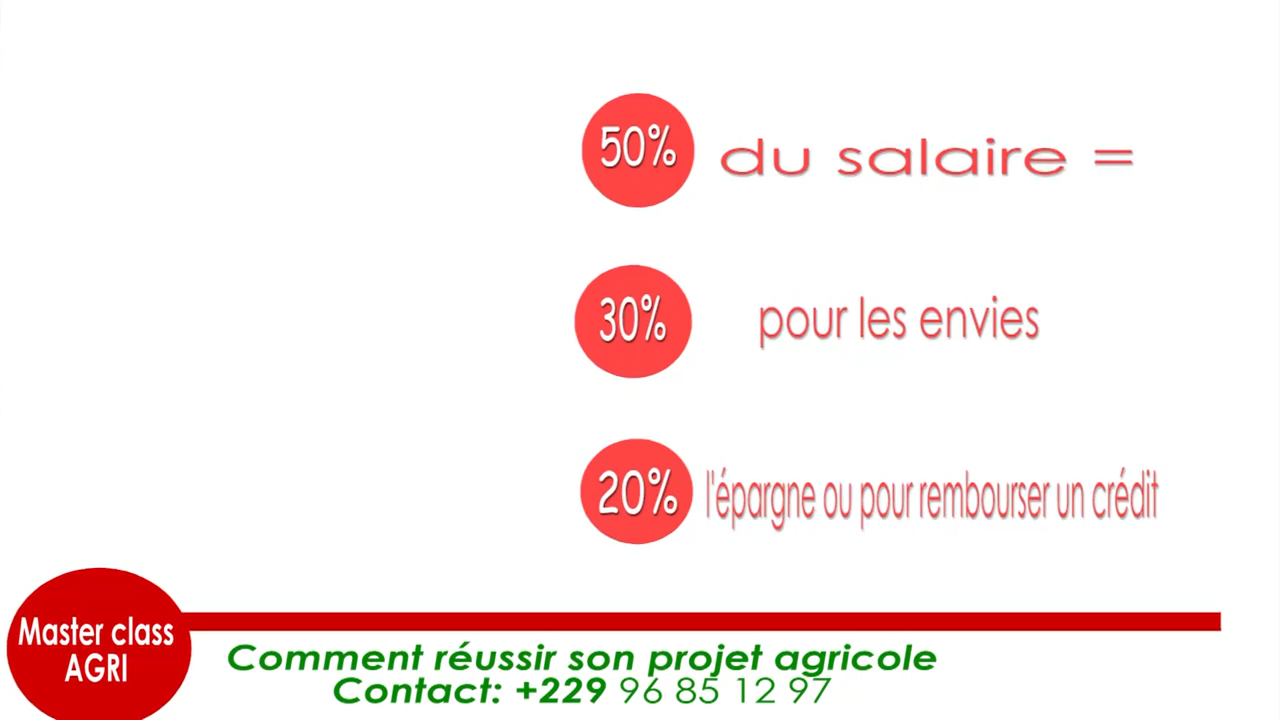 50% du salaire =
30% pour les envies
20% l'épargne ou pour rembourser un crédit
Master class
AGRI
Comment réussir son projet agricole
Contact: +229 96 85 12 97